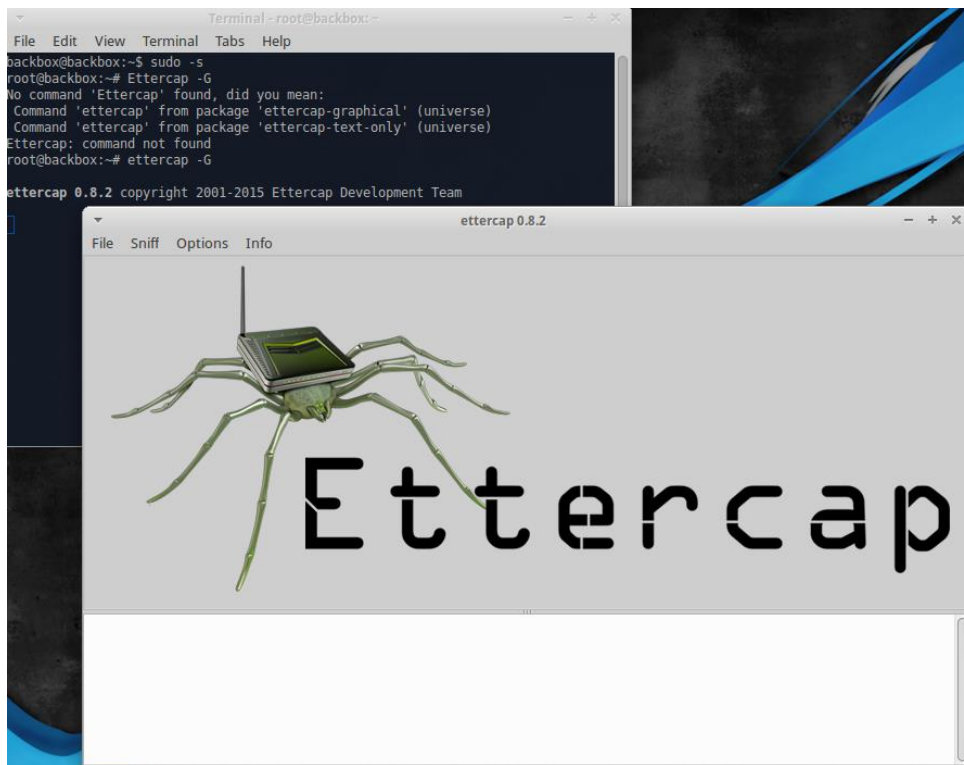 Terminal - root@backbox: ~
File Edit View Terminal Tabs Help
backbox@backbox:~$ sudo -s
root@backbox:~# Ettercap -G
No command 'Ettercap' found, did you mean:
Command 'ettercap' from package 'ettercap-graphical' (universe)
Command 'ettercap' from package 'ettercap-text-only' (universe)
Ettercap: command not found
root@backbox:~# ettercap -G
ettercap 0.8.2 copyright 2001-2015 Ettercap Development Team
ettercap 0.8.2
File Sniff Options Info
Ettercap